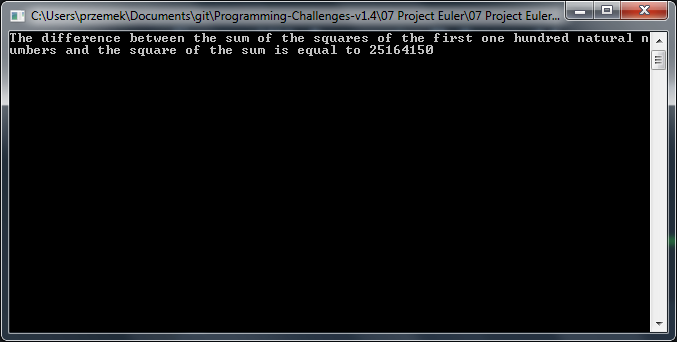 C:\Users\przemek\Documents\git\Programming-Challenges-v1.4\07 Project Euler\07 Project Euler...
The difference between the sum of the squares of the first one hundred natural n
umbers and the square of the sum is equal to 25164150